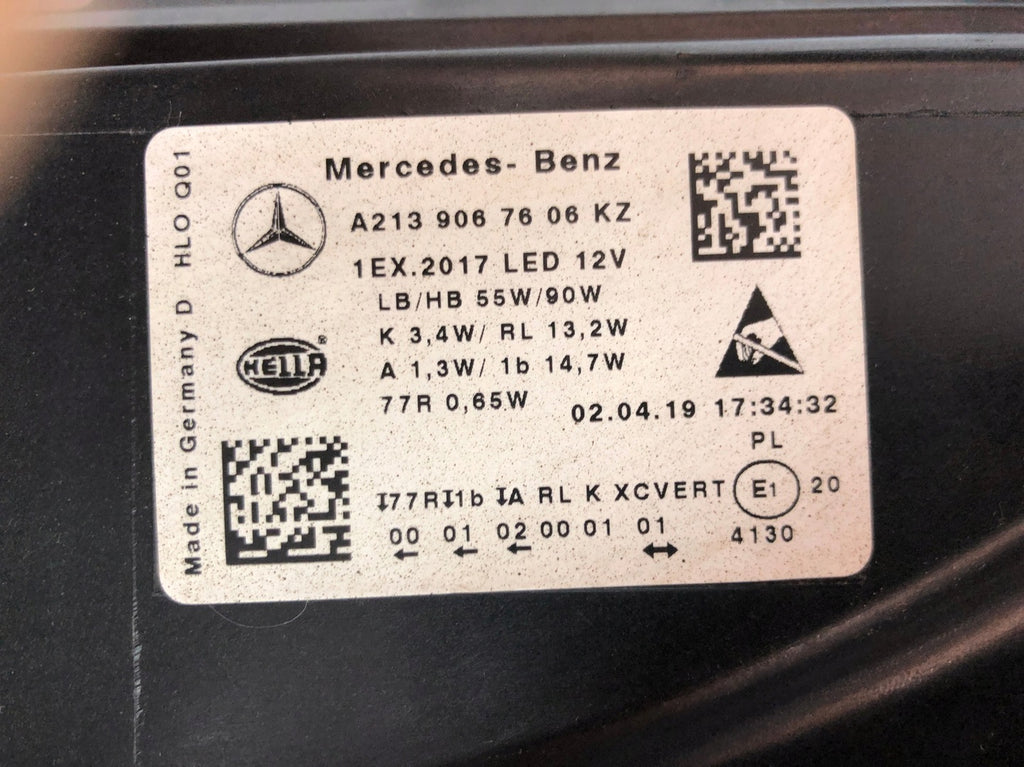 Mercedes- Benz
A213 906 76 06 KZ
1EX.2017 LED 12V
LB/HB 55W/90W
K 3,4W/ RL 13,2W
A 1,3W/ 1b 14,7W
77R 0,65W
HELLA®
02.04.19 17:34:32
PL
I77RI1b IA RL K XCVERT E1 20
00 01 02 00 01 01
4130
Made in Germany D HLO Q01